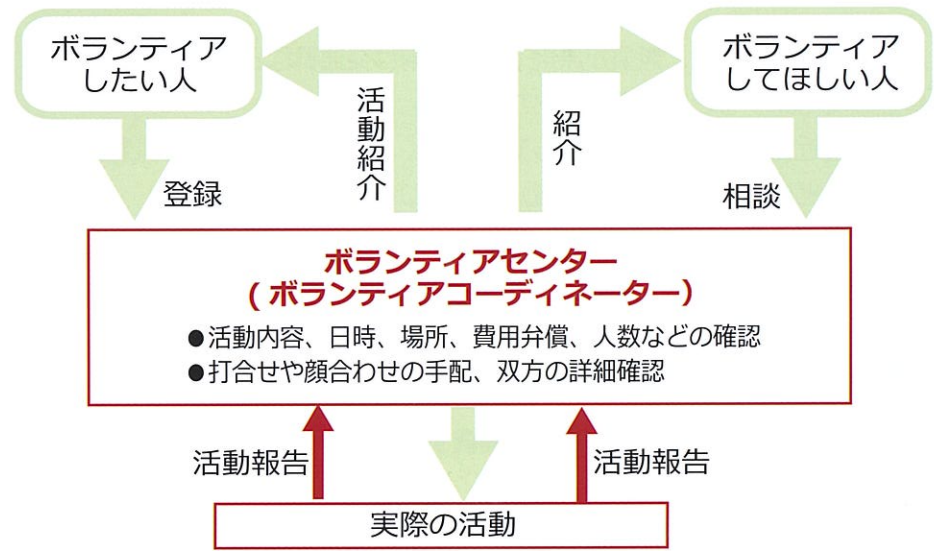 ボランティア
したい人
ボランティア
してほしい人
活動紹介
紹介
登録
相談
ボランティアセンター
( ボランティアコーディネーター）
●活動内容、日時、場所、費用弁償、人数などの確認
●打合せや顔合わせの手配、双方の詳細確認
活動報告
活動報告
実際の活動